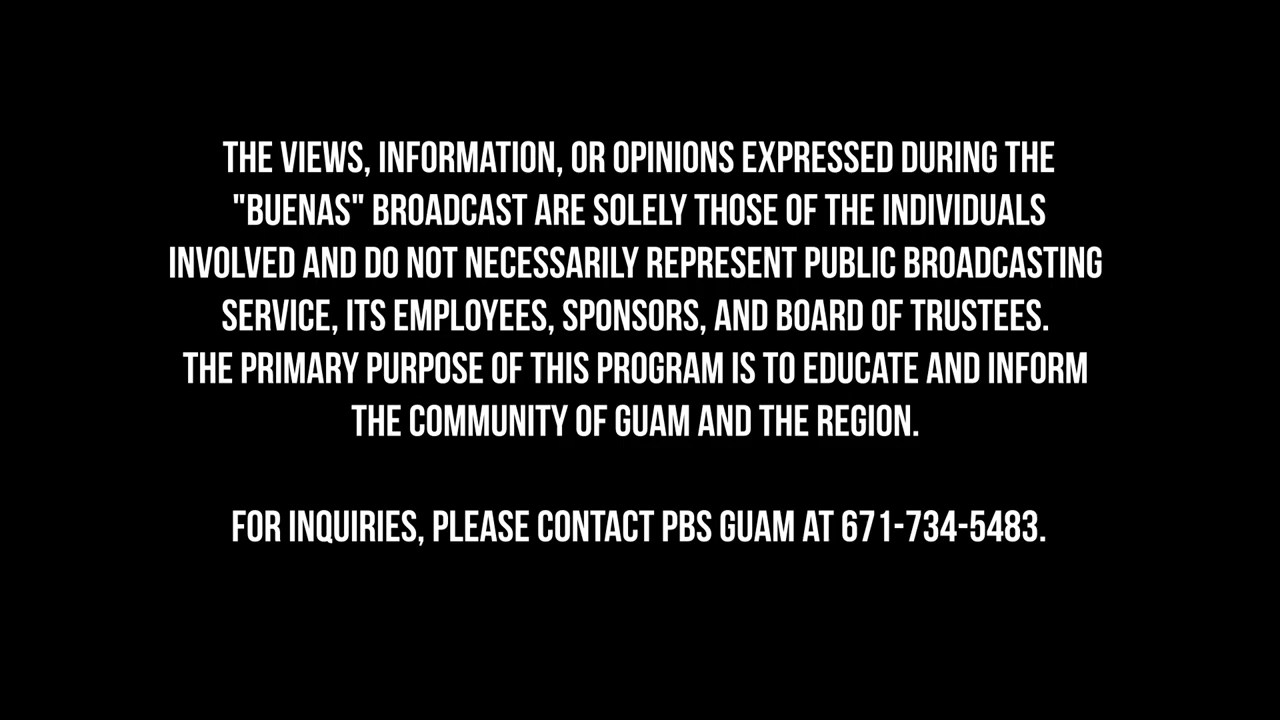 THE VIEWS, INFORMATION, OR OPINIONS EXPRESSED DURING THE
"BUENAS" BROADCAST ARE SOLELY THOSE OF THE INDIVIDUALS
INVOLVED AND DO NOT NECESSARILY REPRESENT PUBLIC BROADCASTING
SERVICE, ITS EMPLOYEES, SPONSORS, AND BOARD OF TRUSTEES.
THE PRIMARY PURPOSE OF THIS PROGRAM IS TO EDUCATE AND INFORM
THE COMMUNITY OF GUAM AND THE REGION.
FOR INQUIRIES, PLEASE CONTACT PBS GUAM AT 671-734-5483.